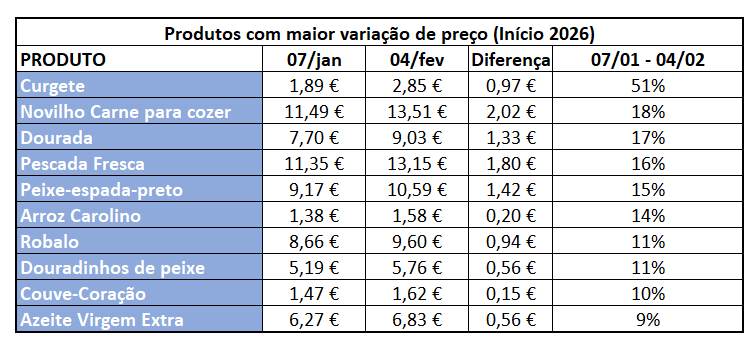 Produtos com maior variação de preço (Início 2026)
PRODUTO 07/jan 04/fev Diferença 07/01 - 04/02
Curgete 1,89 € 2,85 € 0,97 € 51%
Novilho Carne para cozer 11,49 € 13,51 € 2,02 € 18%
Dourada 7,70 € 9,03 € 1,33 € 17%
Pescada Fresca 11,35 € 13,15 € 1,80 € 16%
Peixe-espada-preto 9,17 € 10,59 € 1,42 € 15%
Arroz Carolino 1,38 € 1,58 € 0,20 € 14%
Robalo 8,66 € 9,60 € 0,94 € 11%
Douradinhos de peixe 5,19 € 5,76 € 0,56 € 11%
Couve-Coração 1,47 € 1,62 € 0,15 € 10%
Azeite Virgem Extra 6,27 € 6,83 € 0,56 € 9%